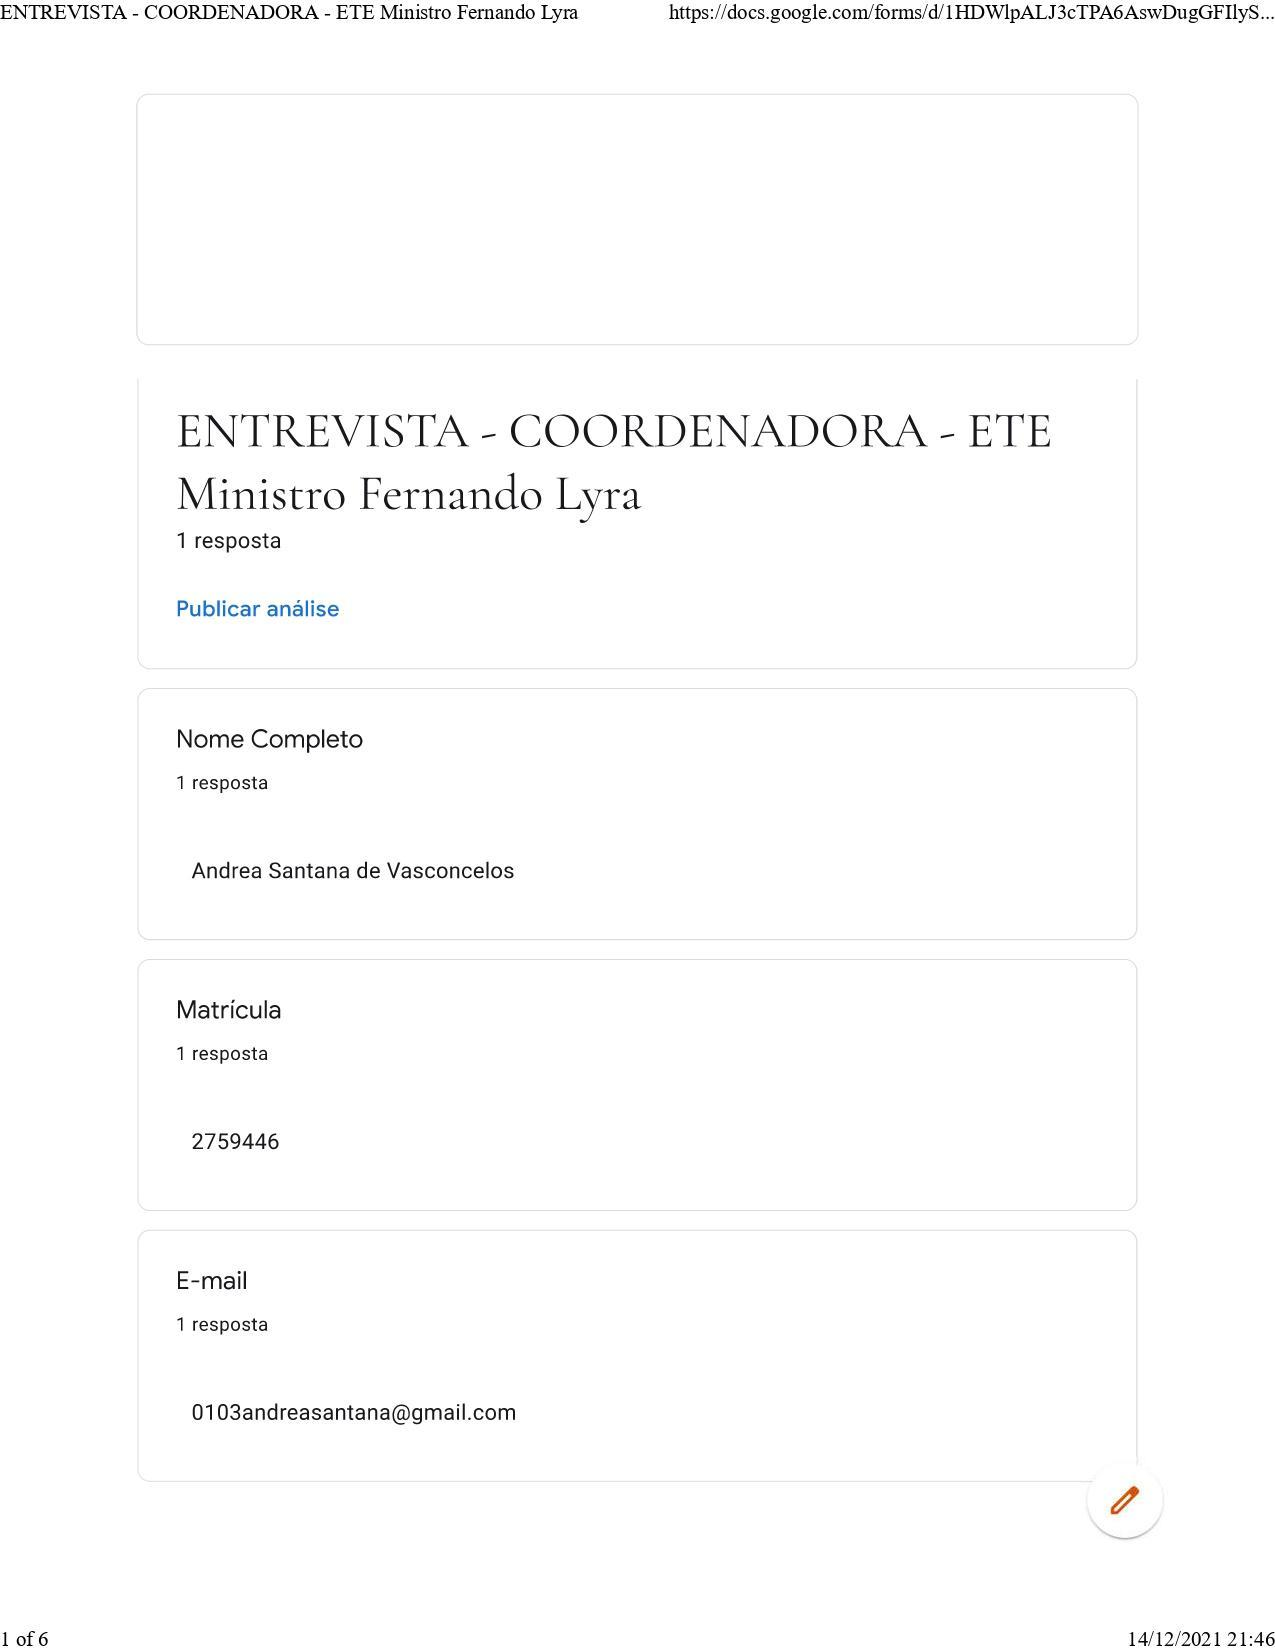 ENTREVISTA - COORDENADORA - ETE Ministro Fernando Lyra
https://docs.google.com/forms/d/1HDWlpALJ3cTPA6AswDugGFIlyS...
ENTREVISTA - COORDENADORA - ETE
Ministro Fernando Lyra
1 resposta
Publicar análise
Nome Completo
1 resposta
Andrea Santana de Vasconcelos
Matrícula
1 resposta
2759446
E-mail
1 resposta
0103andreasantana@gmail.com
1 of 6
14/12/2021 21:46